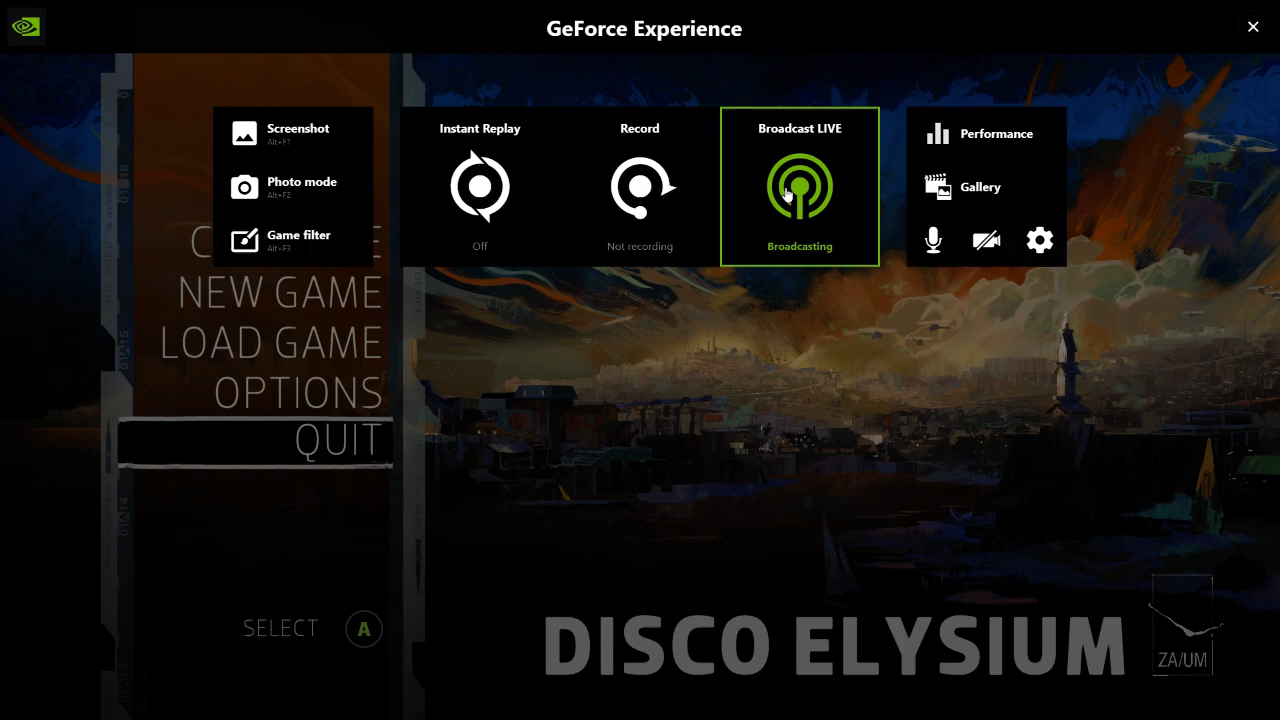 GeForce Experience
Screenshot
Alt+F1
Photo mode
Alt+F2
Game filter
Alt+F3
Instant Replay
Off
Record
Not recording
Broadcast LIVE
Broadcasting
Performance
Gallery
NEW GAME
LOAD GAME
OPTIONS
QUIT
SELECT
A
DISCO ELYSIUM
ZA/UM